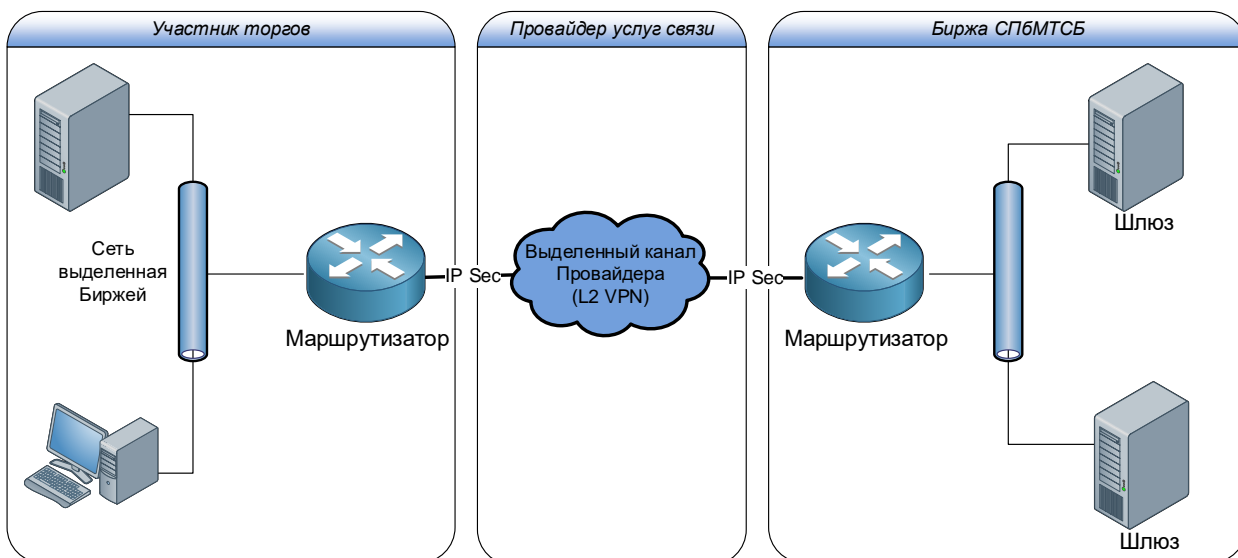 Участник торгов
Провайдер услуг связи
Биржа СПбМТСБ
Сеть
выделенная
Биржей
Маршрутизатор
IP Sec
Выделенный канал
Провайдера
(L2 VPN)
IP Sec
Маршрутизатор
Шлюз
Шлюз